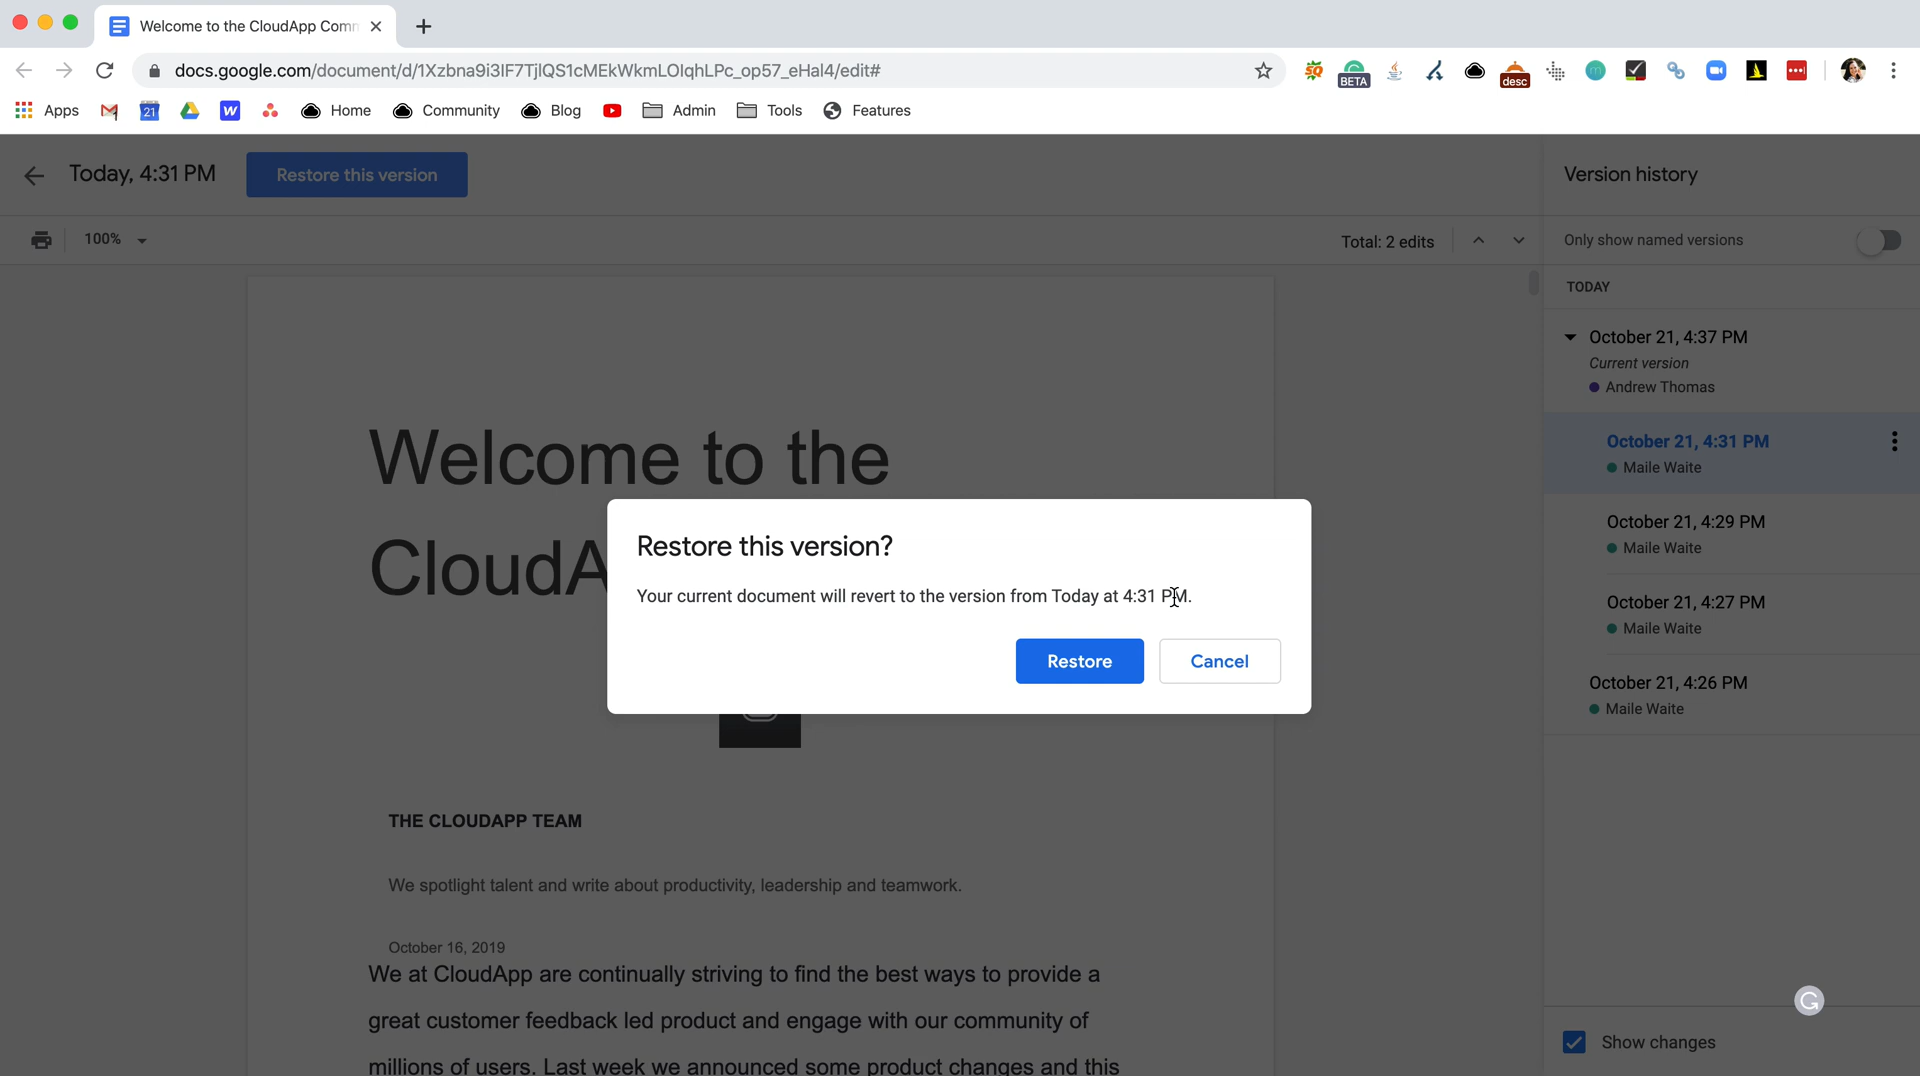 Welcome to the CloudApp Comm
docs.google.com/document/d/1Xzbna9i3IF7TjIQS1cMEkWkmLOIqhLPc_op57_eHal4/edit#
BETA
desc
Apps
21
Home
Community
Blog
Admin
Tools
Features
Today, 4:31 PM
Restore this version
Version history
100%
Total: 2 edits
Only show named versions
TODAY
October 21, 4:37 PM
Current version
Andrew Thomas
October 21, 4:31 PM
Maile Waite
October 21, 4:29 PM
Maile Waite
October 21, 4:27 PM
Maile Waite
October 21, 4:26 PM
Maile Waite
Show changes
Welcome to the
CloudA
Restore this version?
Your current document will revert to the version from Today at 4:31 PM.
Restore
Cancel
THE CLOUDAPP TEAM
We spotlight talent and write about productivity, leadership and teamwork.
October 16, 2019
We at CloudApp are continually striving to find the best ways to provide a
great customer feedback led product and engage with our community of
millions of users. Last week we announced some product changes and this